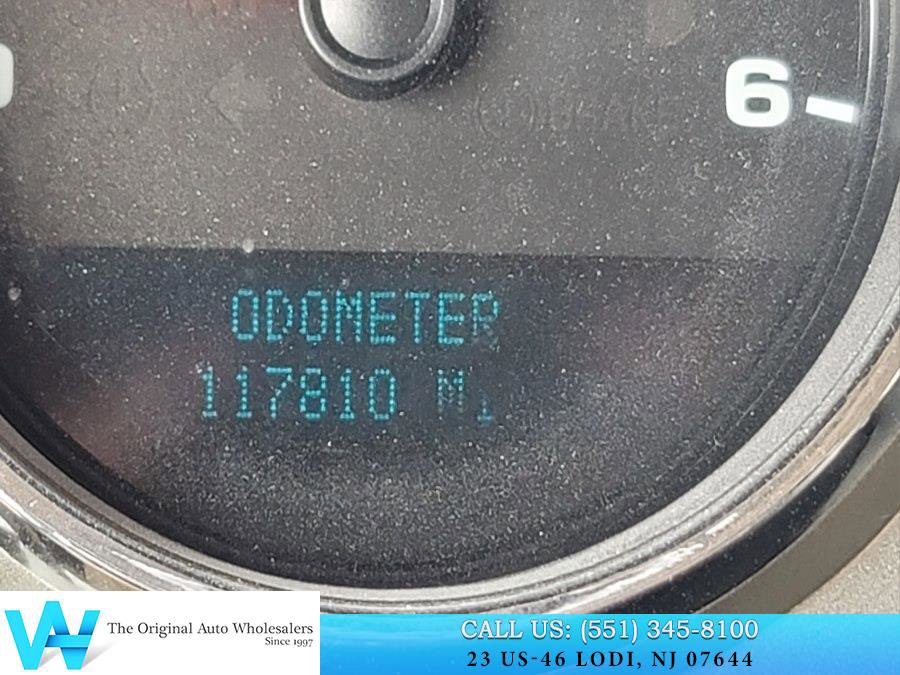 6
ODOMETER
117810 Mi
The Original Auto Wholesalers
Since 1997
CALL US: (551) 345-8100
23 US-46 LODI, NJ 07644